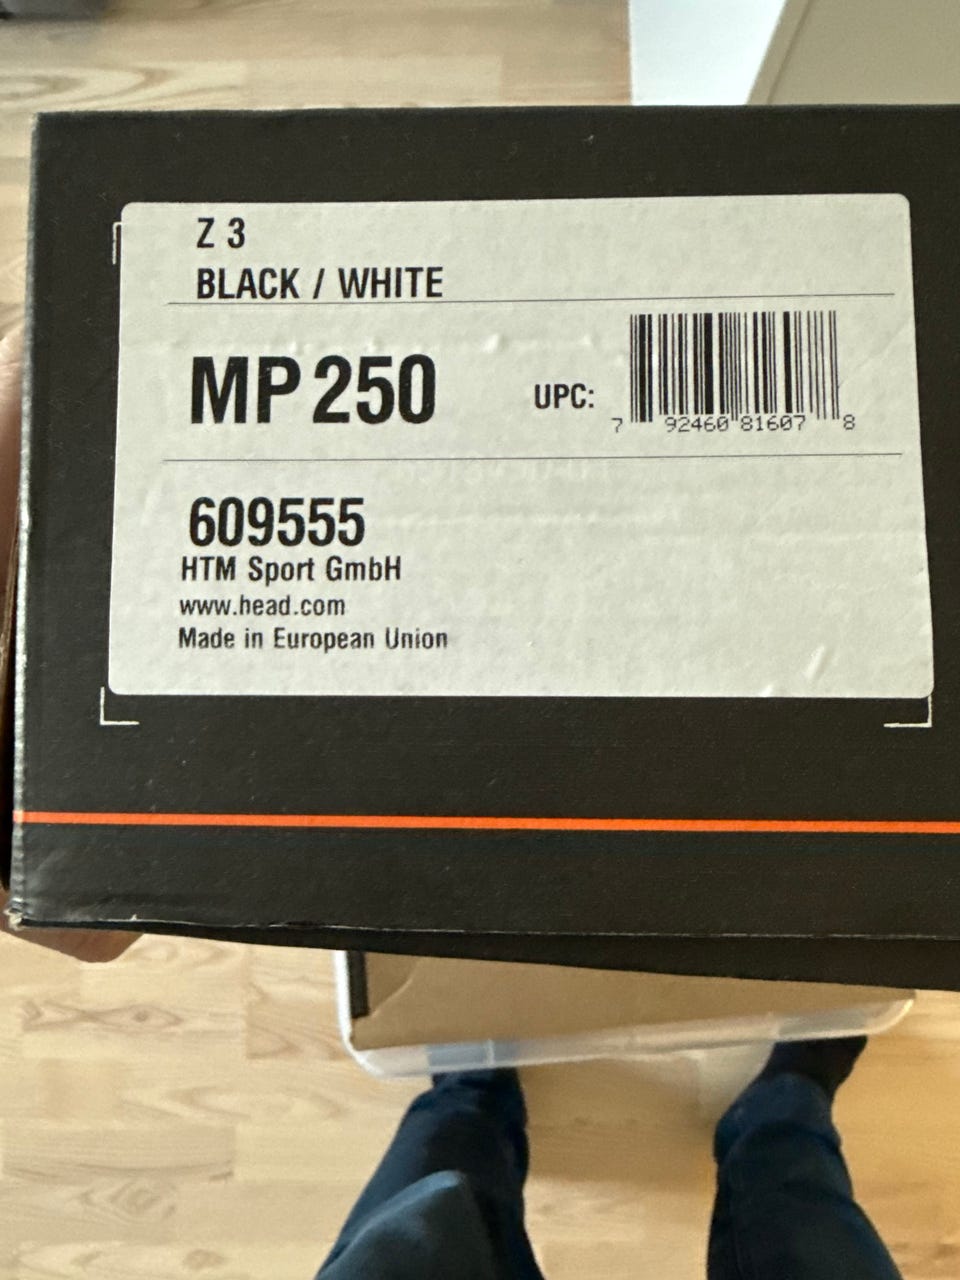 Z 3
BLACK / WHITE
MP 250
UPC:
7 92460 81607 8
609555
HTM Sport GmbH
www.head.com
Made in European Union